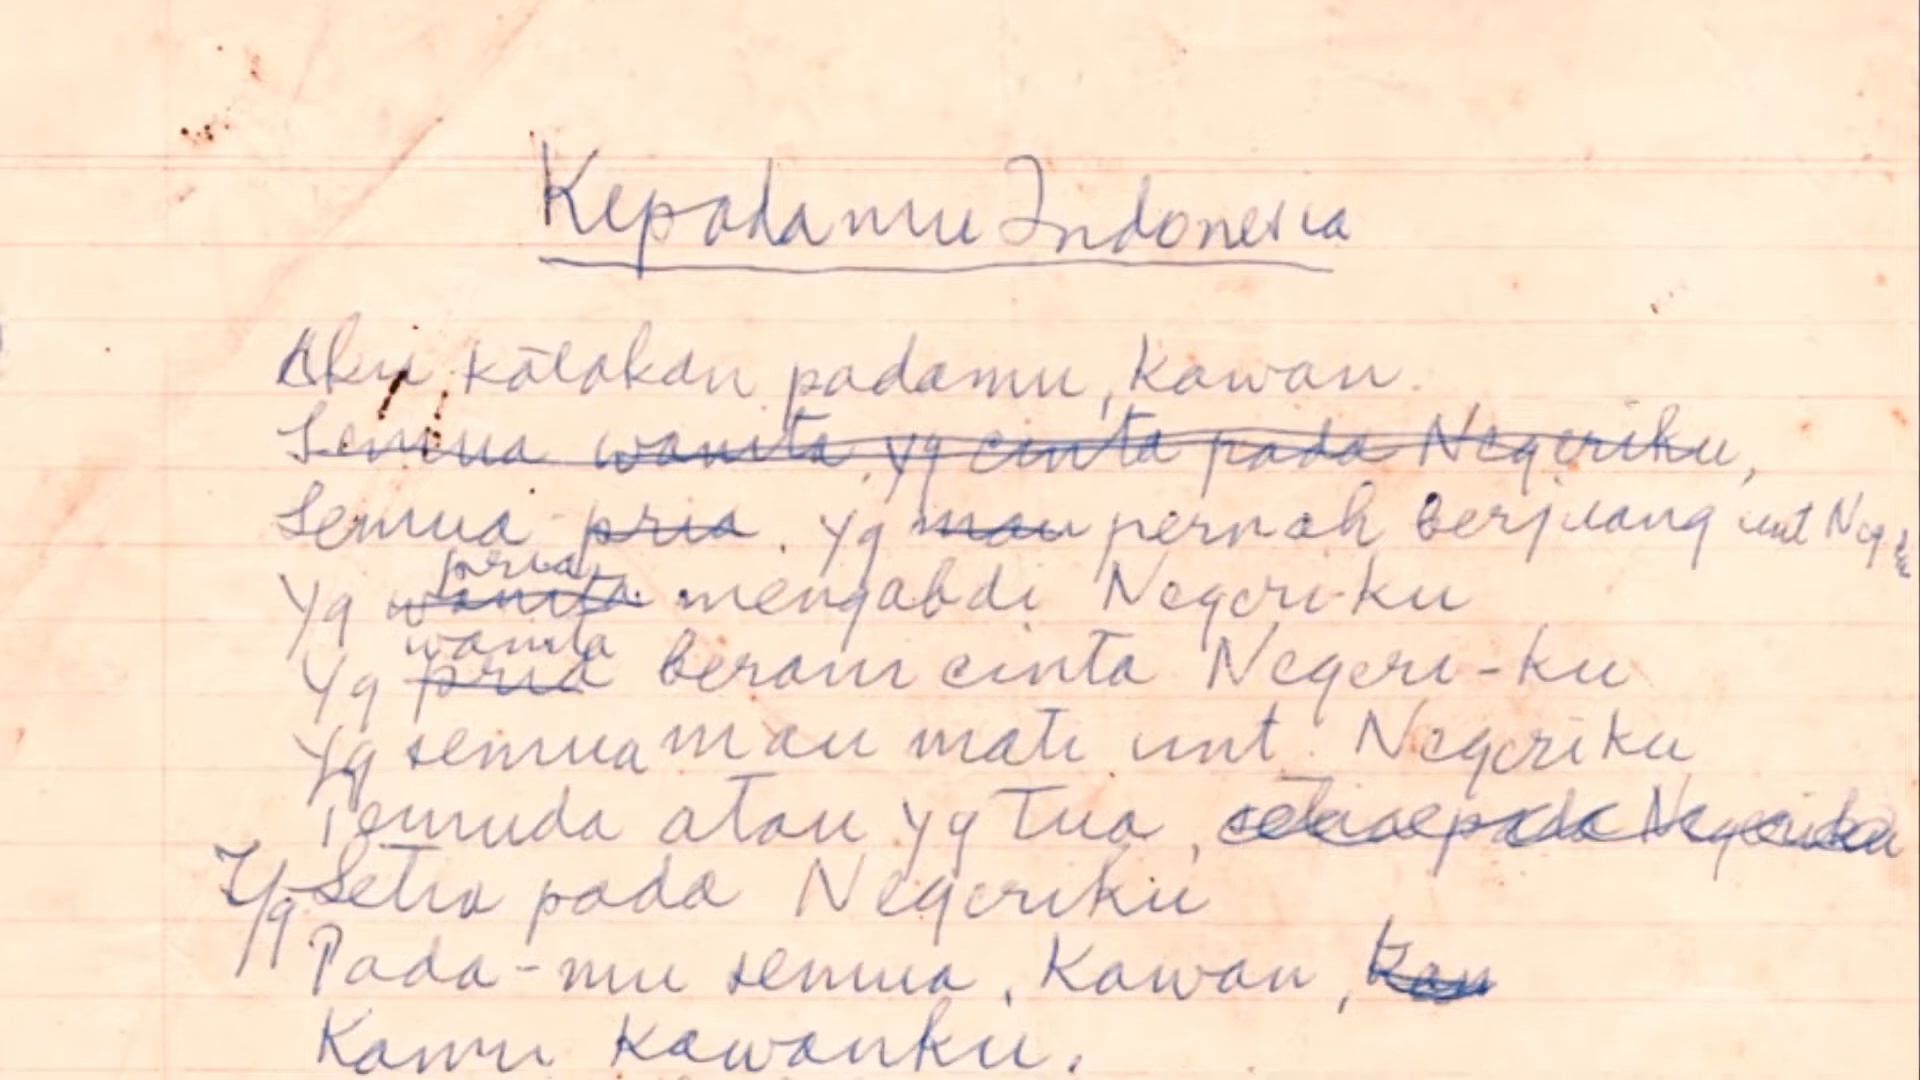 Kepadamu Indonesia
Aku katakan padamu, Kawan.
Semua wanita, yg cinta pada Negeriku,
Semua pria yg mau pernah berjuang unt Neg
pria
Yg wanita mengabdi Negeri-ku
wanita
Yg pria berani cinta Negeri-ku
Yg semua mau mati unt Negeriku
Pemuda atau yg Tua, setia pada Negeriku
Yg Setia pada Negeriku
Pada-mu semua, Kawan, Kau
Kamu Kawanku.